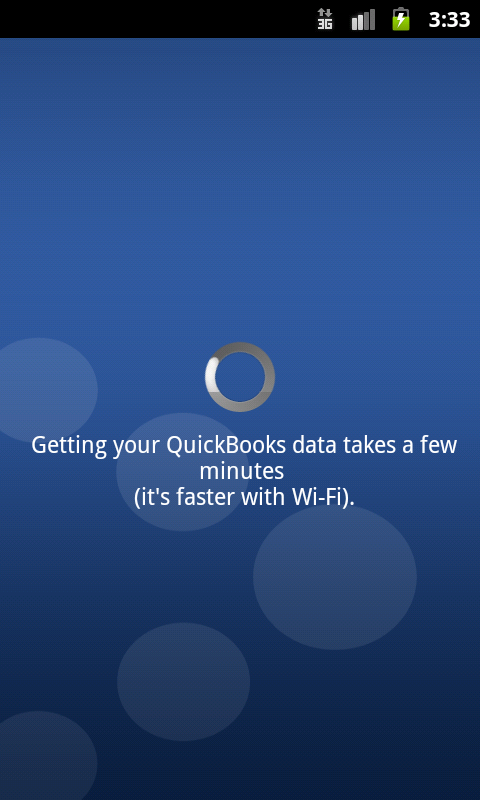 3G
3:33
Getting your QuickBooks data takes a few
minutes
(it's faster with Wi-Fi).